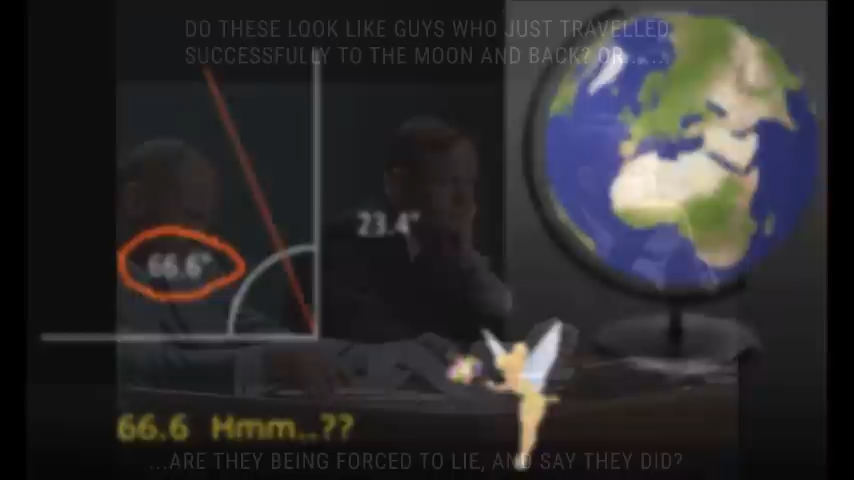 DO THESE LOOK LIKE GUYS WHO JUST TRAVELLED
SUCCESSFULLY TO THE MOON AND BACK? OR.....
23.4°
66.6°
66.6 Hmm..??
...ARE THEY BEING FORCED TO LIE, AND SAY THEY DID?